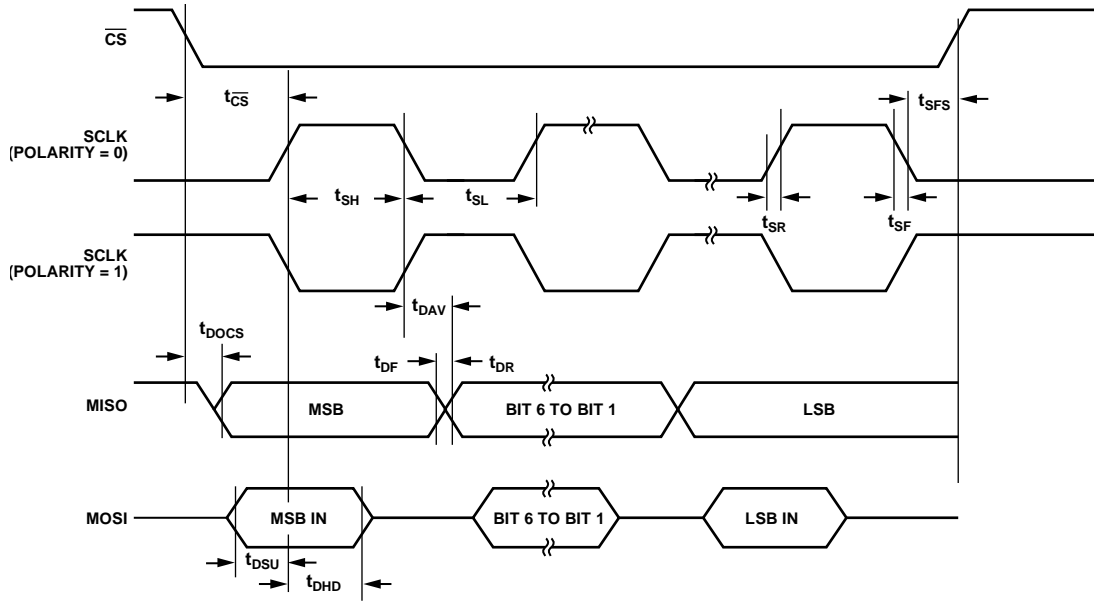 CS
tCS
tSFS
SCLK
(POLARITY = 0)
tSH
tSL
tSR
tSF
SCLK
(POLARITY = 1)
tDAV
tDOCS
tDF
tDR
MISO
MSB
BIT 6 TO BIT 1
LSB
MOSI
MSB IN
BIT 6 TO BIT 1
LSB IN
tDSU
tDHD